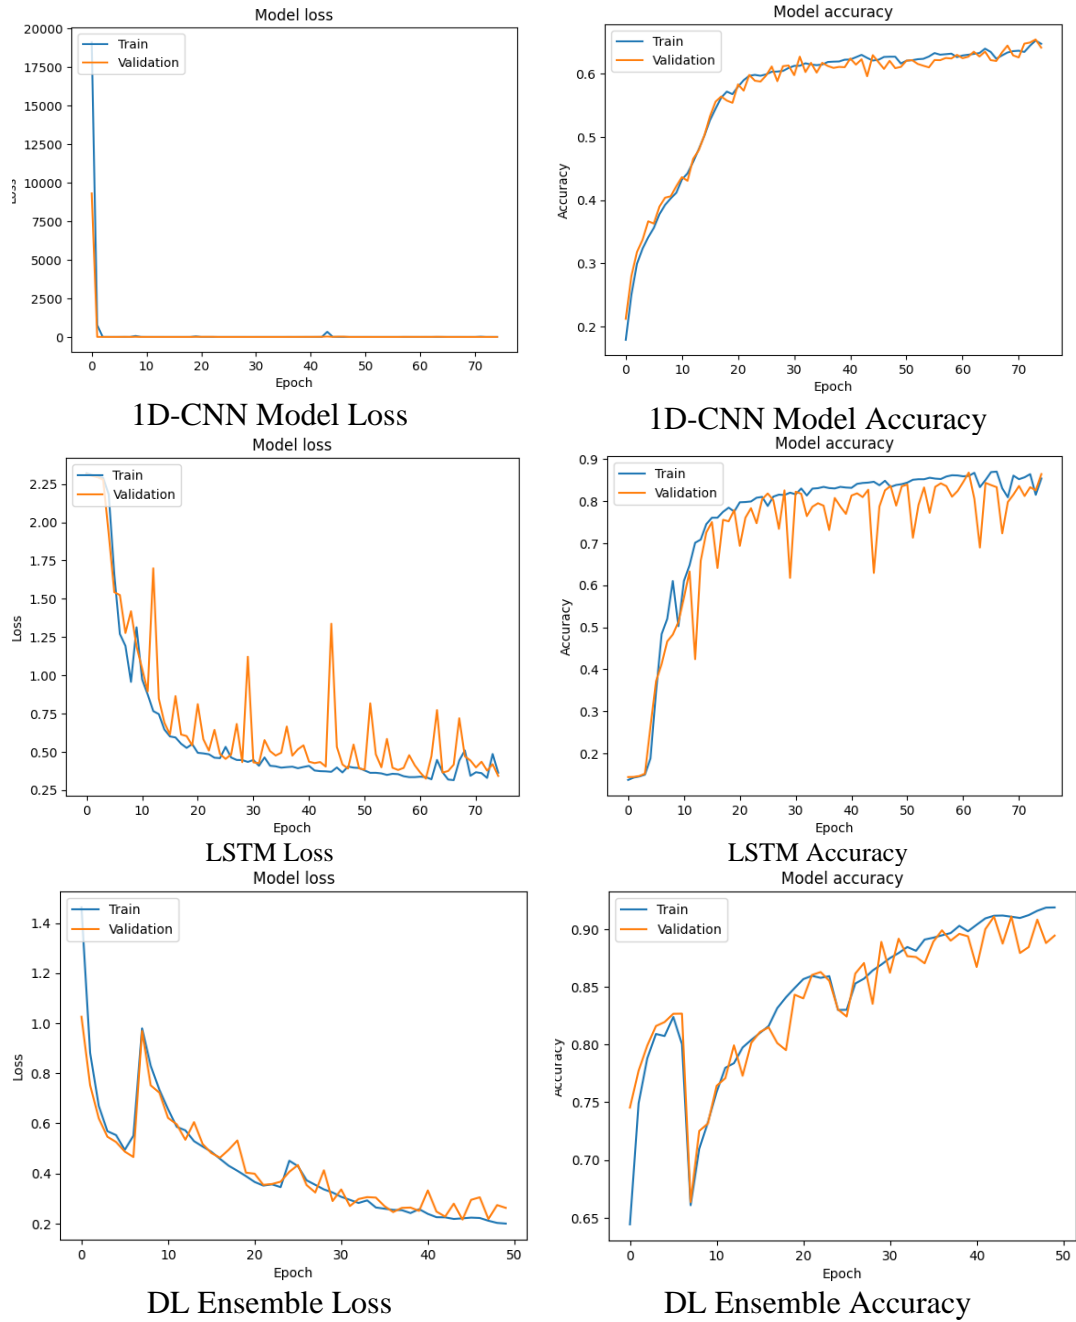 Model loss
20000
17500
15000
12500
10000
7500
5000
2500
0
Loss
Train
Validation
0 10 20 30 40 50 60 70
Epoch
1D-CNN Model Loss
Model accuracy
0.6
0.5
0.4
0.3
0.2
Accuracy
Train
Validation
0 10 20 30 40 50 60 70
Epoch
1D-CNN Model Accuracy
Model loss
2.25
2.00
1.75
1.50
1.25
1.00
0.75
0.50
0.25
Loss
Train
Validation
0 10 20 30 40 50 60 70
Epoch
LSTM Loss
Model accuracy
0.9
0.8
0.7
0.6
0.5
0.4
0.3
0.2
Accuracy
Train
Validation
0 10 20 30 40 50 60 70
Epoch
LSTM Accuracy
Model loss
1.4
1.2
1.0
0.8
0.6
0.4
0.2
Loss
Train
Validation
0 10 20 30 40 50
Epoch
DL Ensemble Loss
Model accuracy
0.90
0.85
0.80
0.75
0.70
0.65
Accuracy
Train
Validation
0 10 20 30 40 50
Epoch
DL Ensemble Accuracy